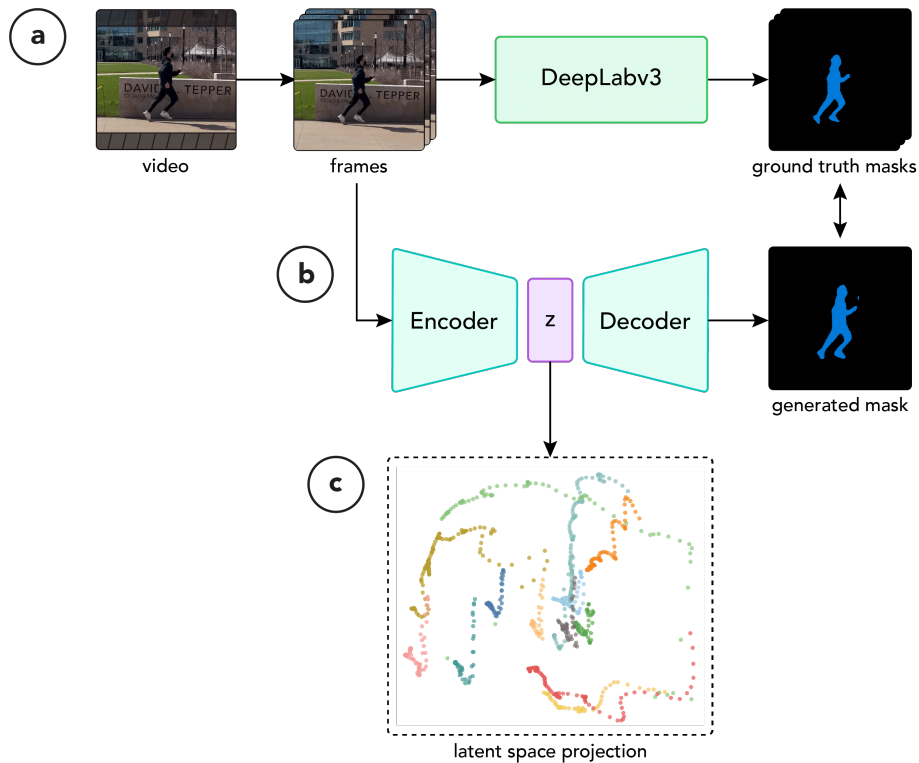 a
DeepLabv3
DAVID TEPPER
DAVID TEPPER
video
frames
ground truth masks
b
Encoder
z
Decoder
generated mask
c
latent space projection